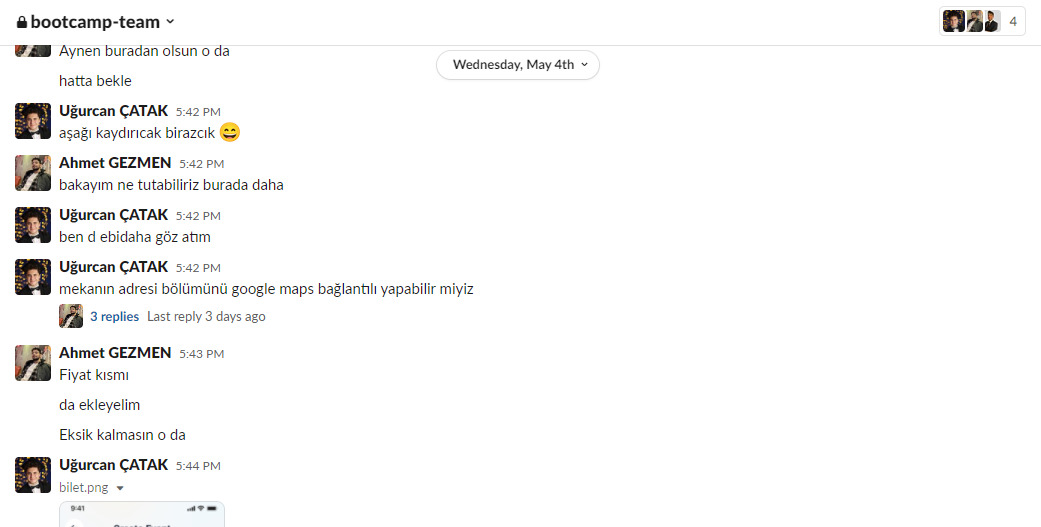 bootcamp-team
4
Aynen buradan olsun o da
Wednesday, May 4th
hatta bekle
Uğurcan ÇATAK 5:42 PM
aşağı kaydırıcak birazcık 😄
Ahmet GEZMEN 5:42 PM
bakayım ne tutabiliriz burada daha
Uğurcan ÇATAK 5:42 PM
ben d ebidaha göz atım
Uğurcan ÇATAK 5:42 PM
mekanın adresi bölümünü google maps bağlantılı yapabilir miyiz
3 replies Last reply 3 days ago
Ahmet GEZMEN 5:43 PM
Fiyat kısmı
da ekleyelim
Eksik kalmasın o da
Uğurcan ÇATAK 5:44 PM
bilet.png
9:41
Create Event